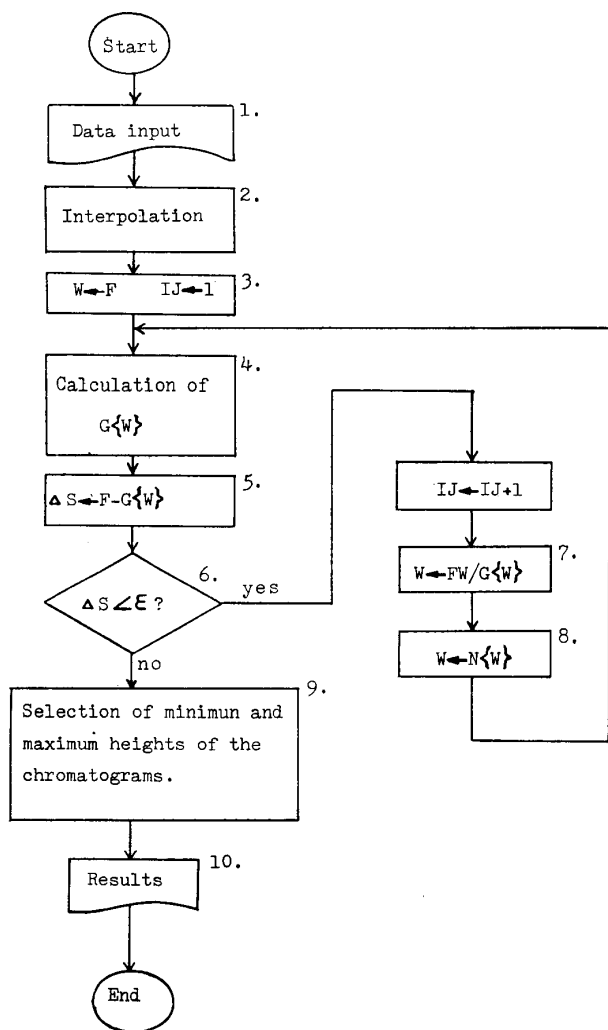 Start
1.
Data input
2.
Interpolation
3.
W←F IJ←1
4.
Calculation of
G{W}
5.
ΔS←F-G{W}
6.
ΔS∠ε?
yes
no
IJ←IJ+1
7.
W←FW/G{W}
8.
W←N{W}
9.
Selection of minimun and
maximum heights of the
chromatograms.
10.
Results
End